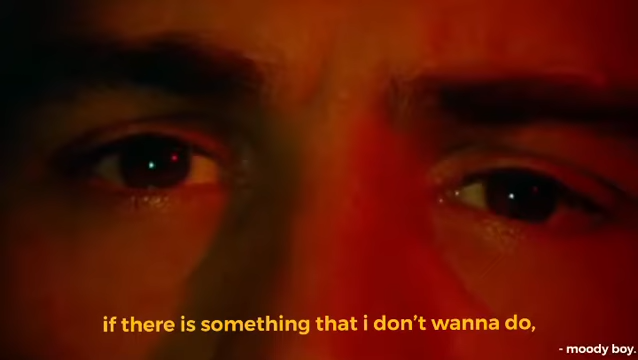 if there is something that i don't wanna do,
- moody boy.